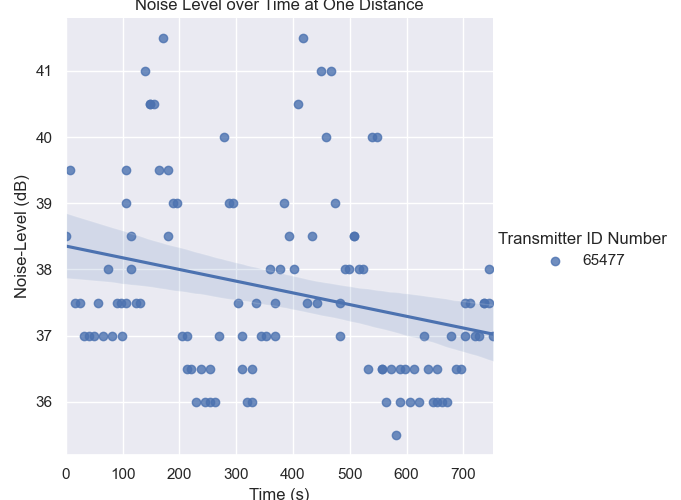 Noise Level over Time at One Distance
41
40
39
38
37
36
Noise-Level (dB)
0 100 200 300 400 500 600 700
Time (s)
Transmitter ID Number
65477